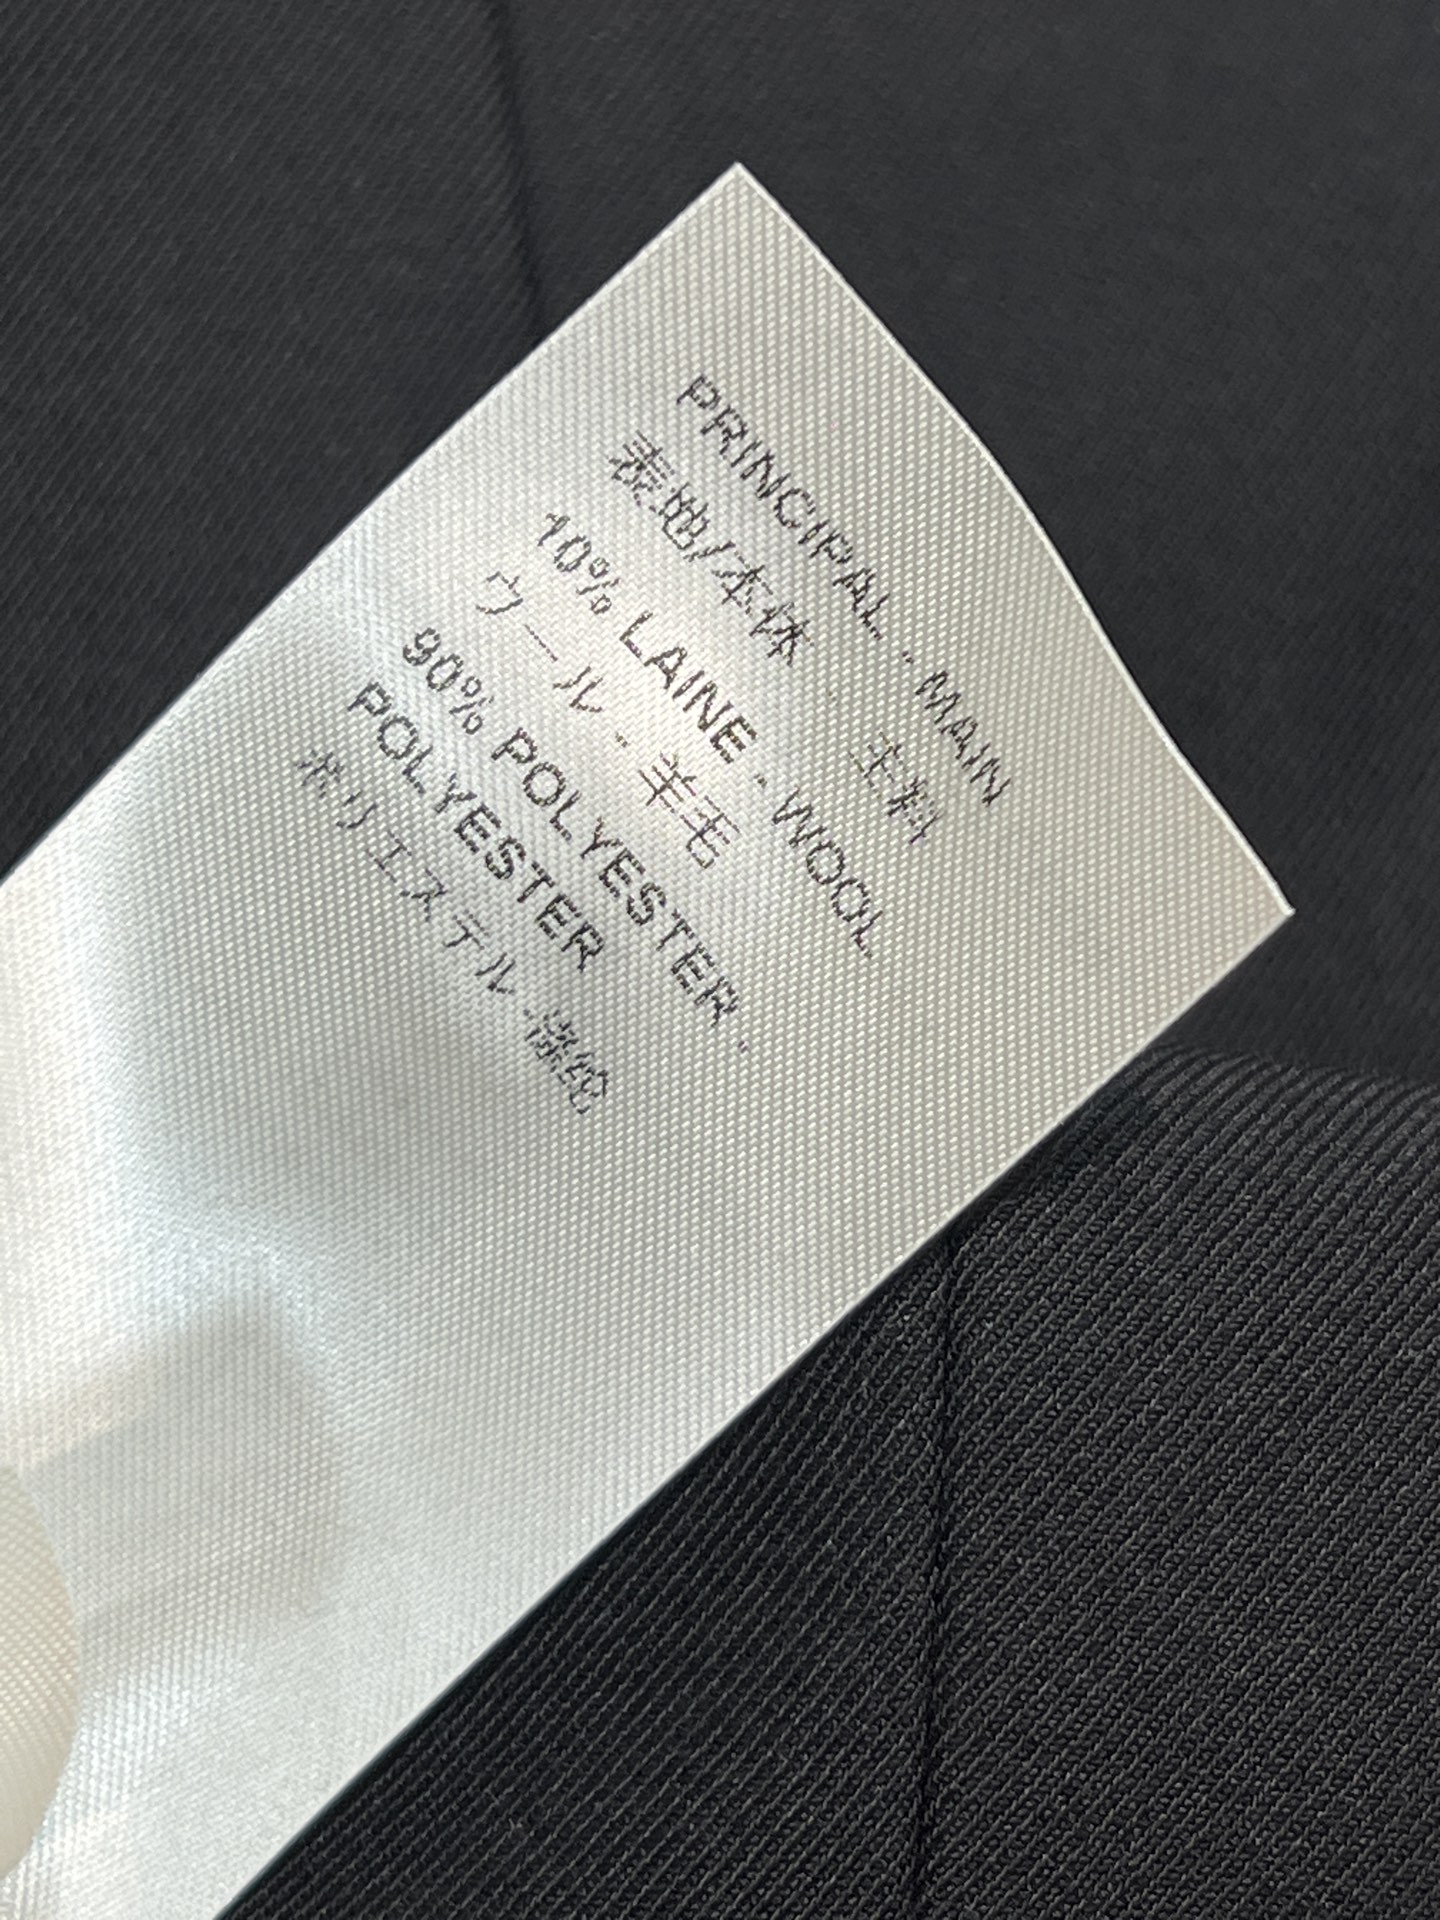 PRINCIPAL - MAIN
表地/本体 - 主料
10% LAINE - WOOL
ウール - 羊毛
90% POLYESTER -
POLYESTER
ポリエステル -涤纶